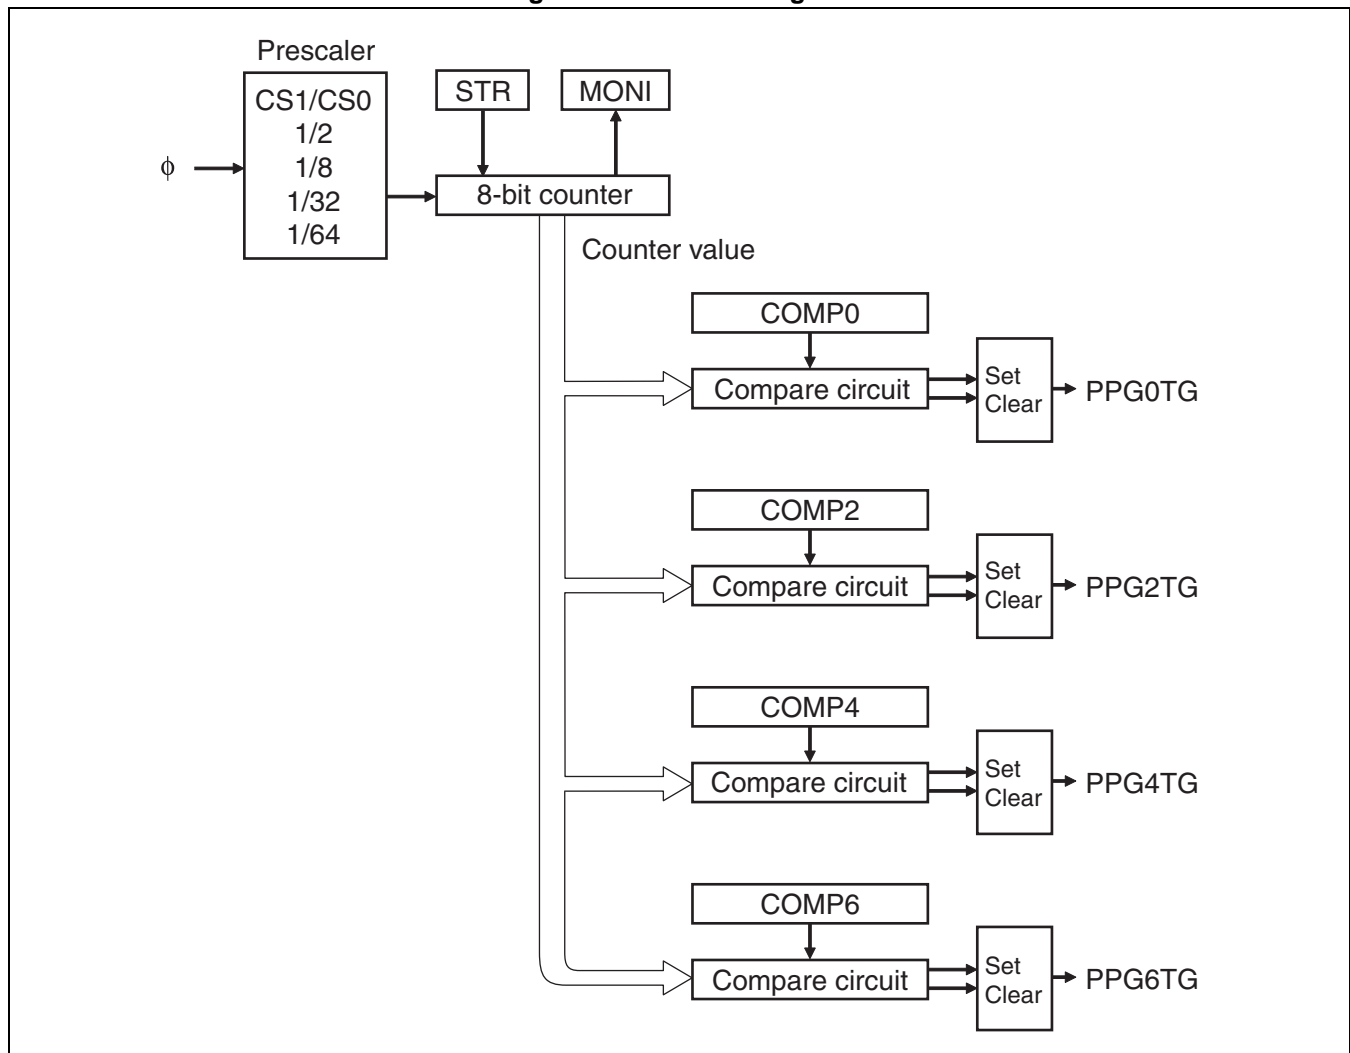 Prescaler
CS1/CS0
1/2
1/8
1/32
1/64
ϕ
STR
MONI
8-bit counter
Counter value
COMP0
Compare circuit
Set
Clear
PPG0TG
COMP2
Compare circuit
Set
Clear
PPG2TG
COMP4
Compare circuit
Set
Clear
PPG4TG
COMP6
Compare circuit
Set
Clear
PPG6TG